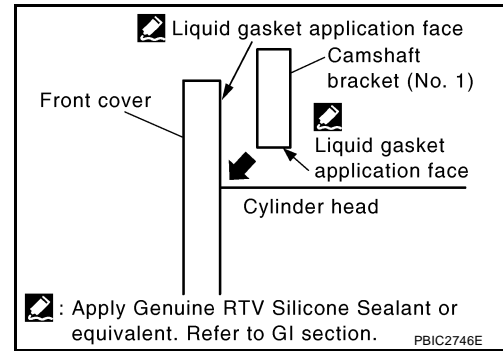 Liquid gasket application face
Camshaft
bracket (No. 1)
Front cover
Liquid gasket
application face
Cylinder head
: Apply Genuine RTV Silicone Sealant or
equivalent. Refer to GI section.
PBIC2746E